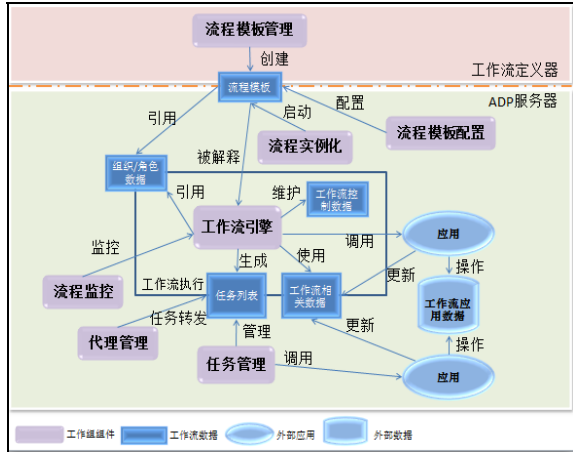 流程模板管理
创建
工作流定义器
流程模板
ADP服务器
引用
启动
配置
流程实例化
流程模板配置
被解释
组织/角色
数据
引用
维护
工作流控
制数据
工作流引擎
调用
应用
监控
生成
使用
操作
流程监控
工作流执行
任务列表
工作流相
关数据
更新
工作流应
用数据
任务转发
代理管理
管理
更新
操作
任务管理
调用
应用
工作组组件
工作流数据
外部应用
外部数据